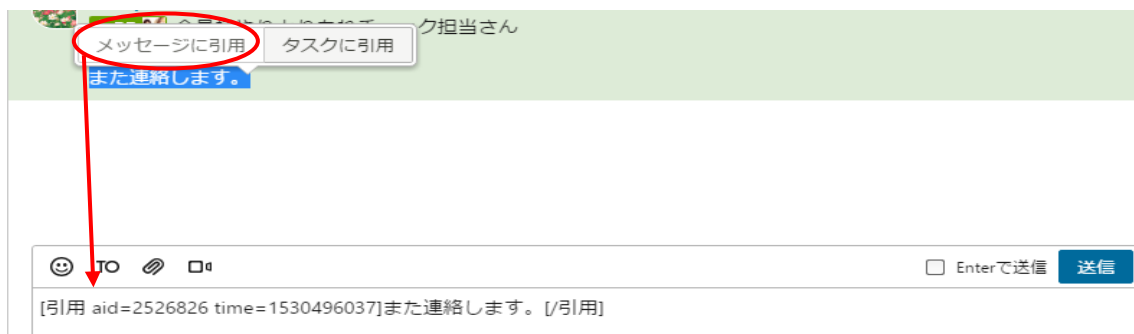 ク担当さん
メッセージに引用 タスクに引用
また連絡します。
TO
Enterで送信 送信
[引用 aid=2526826 time=1530496037]また連絡します。[/引用]